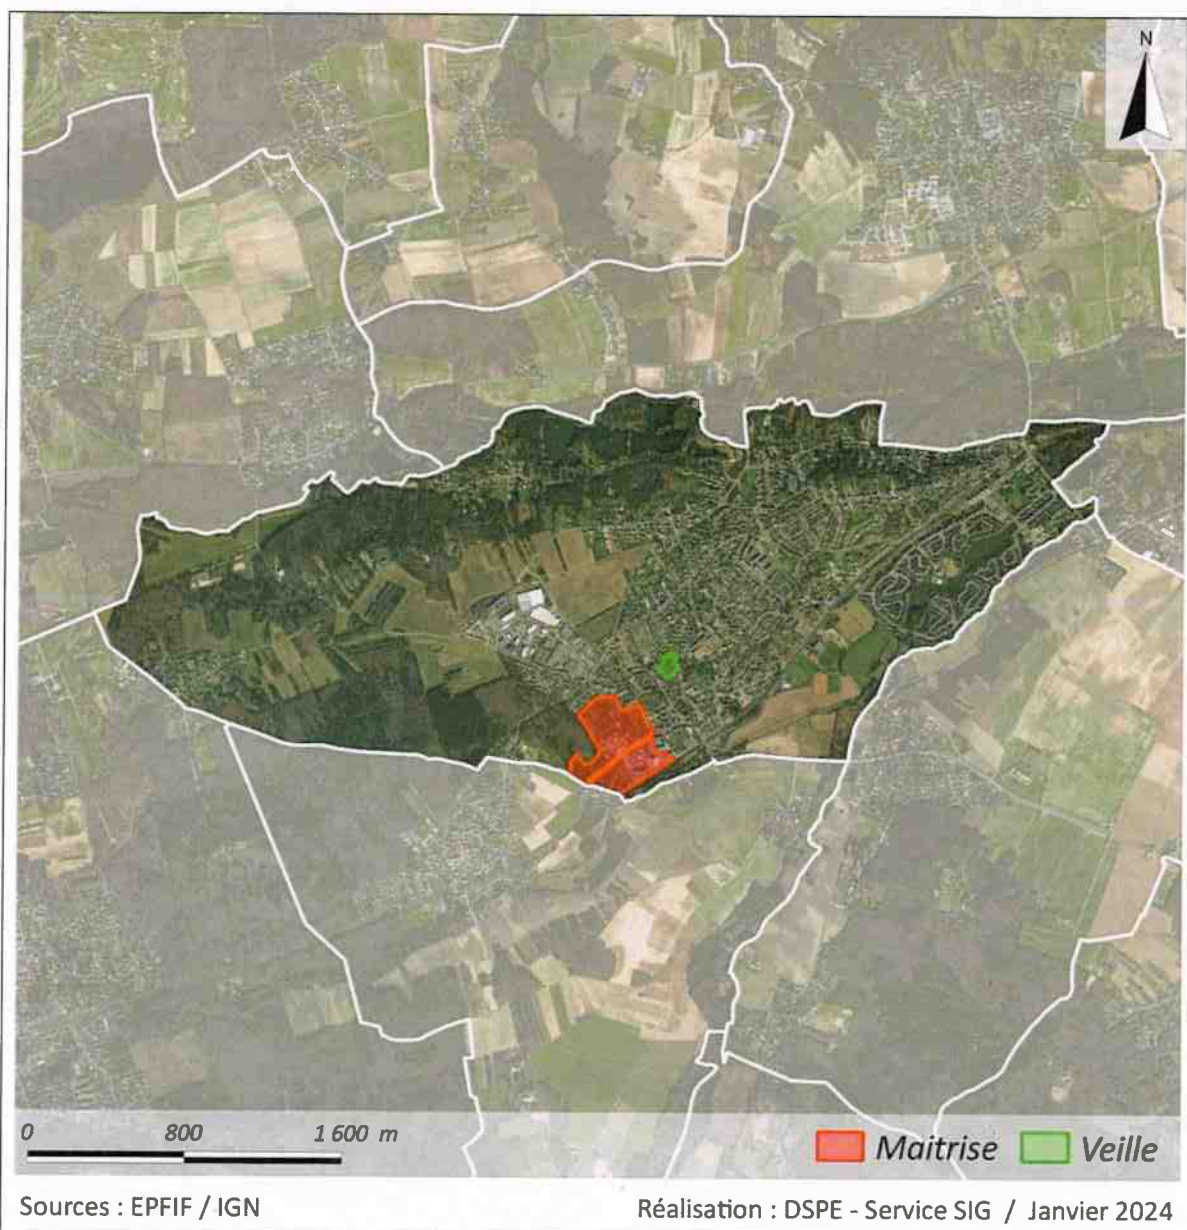 N
0 800 1 600 m
Maitrise Veille
Sources : EPFIF / IGN Réalisation : DSPE - Service SIG / Janvier 2024